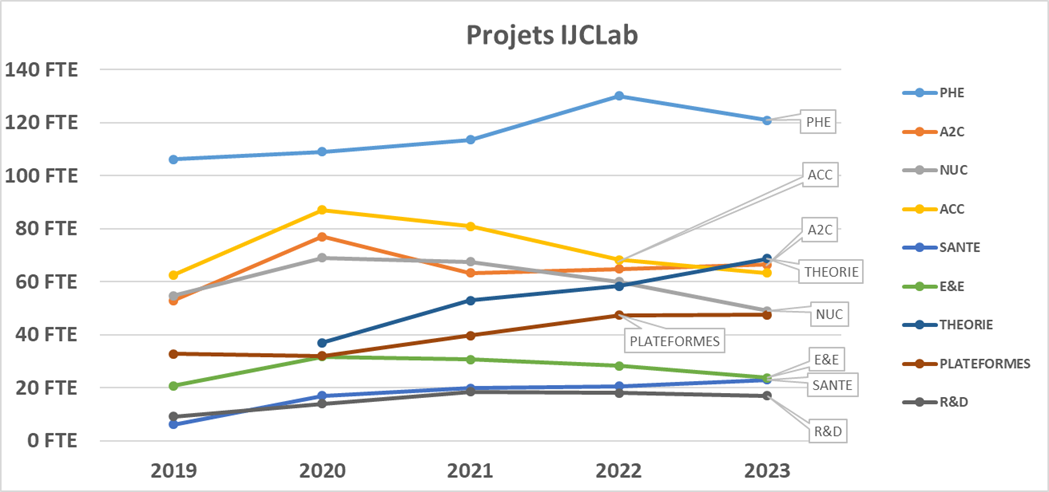 Projets IJCLab
140 FTE
120 FTE
100 FTE
80 FTE
60 FTE
40 FTE
20 FTE
0 FTE
2019 2020 2021 2022 2023
PHE
ACC
A2C
THEORIE
NUC
PLATEFORMES
E&E
SANTE
R&D
PHE
A2C
NUC
ACC
SANTE
E&E
THEORIE
PLATEFORMES
R&D